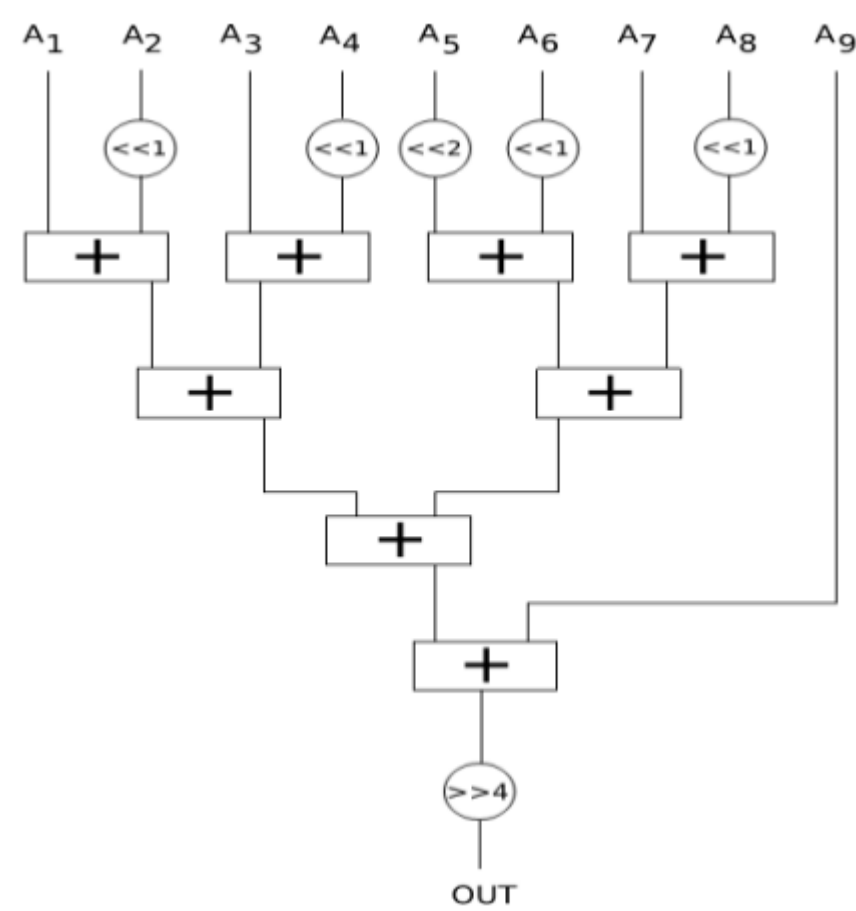 A1 A2 A3 A4 A5 A6 A7 A8 A9
<<1 <<1 <<2 <<1 <<1
+ + + +
+ +
+
+
>>4
OUT